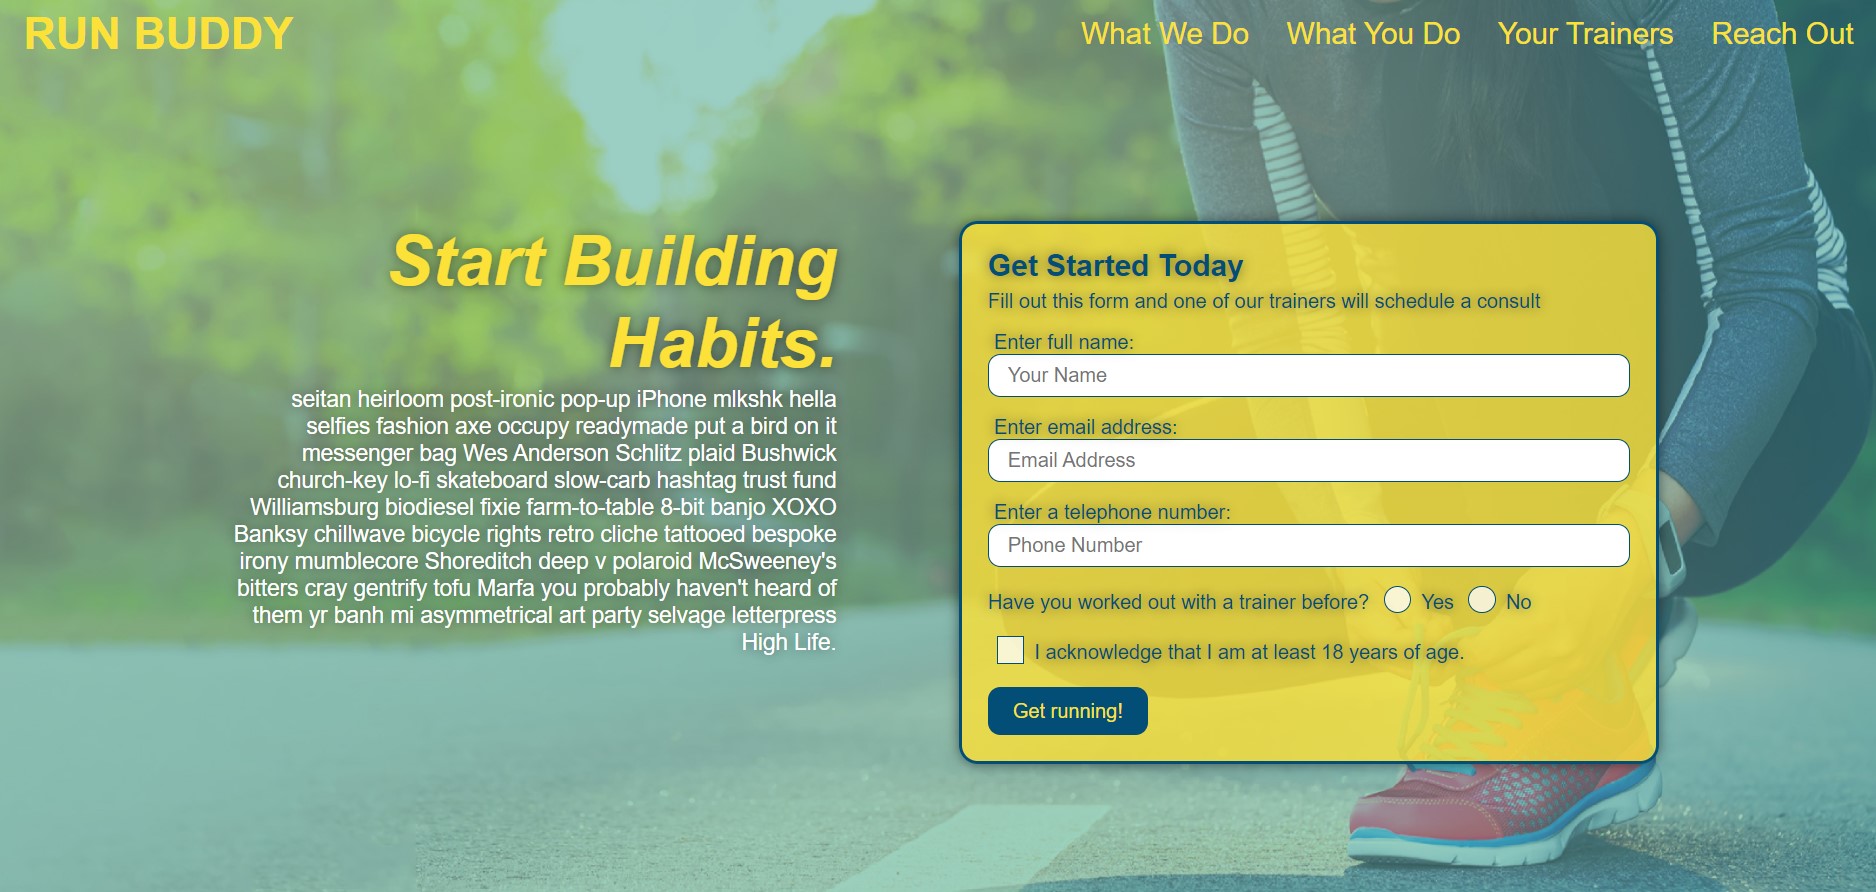 RUN BUDDY
What We Do
What You Do
Your Trainers
Reach Out
Start Building
Habits.
seitan heirloom post-ironic pop-up iPhone mlkshk hella
selfies fashion axe occupy readymade put a bird on it
messenger bag Wes Anderson Schlitz plaid Bushwick
church-key lo-fi skateboard slow-carb hashtag trust fund
Williamsburg biodiesel fixie farm-to-table 8-bit banjo XOXO
Banksy chillwave bicycle rights retro cliche tattooed bespoke
irony mumblecore Shoreditch deep v polaroid McSweeney's
bitters cray gentrify tofu Marfa you probably haven't heard of
them yr banh mi asymmetrical art party selvage letterpress
High Life.
Get Started Today
Fill out this form and one of our trainers will schedule a consult
Enter full name:
Your Name
Enter email address:
Email Address
Enter a telephone number:
Phone Number
Have you worked out with a trainer before? Yes No
I acknowledge that I am at least 18 years of age.
Get running!